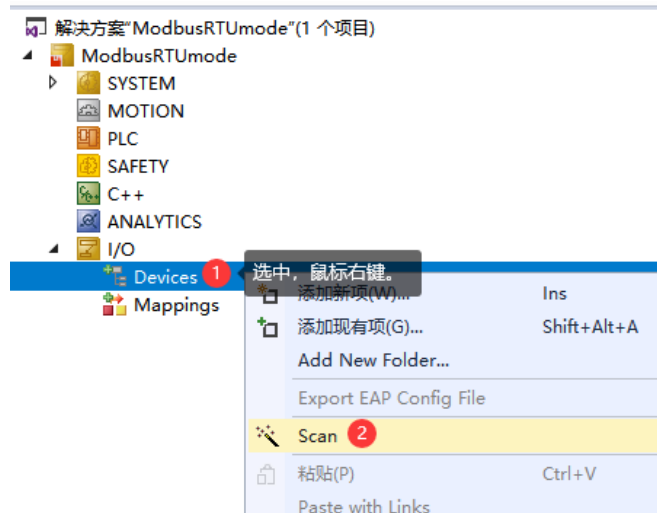 解决方案"ModbusRTUmode"(1 个项目)
ModbusRTUmode
SYSTEM
MOTION
PLC
SAFETY
C++
ANALYTICS
I/O
Devices 1 选中，鼠标右键。
添加新项(W)... Ins
Mappings
添加现有项(G)... Shift+Alt+A
Add New Folder...
Export EAP Config File
Scan 2
粘贴(P) Ctrl+V
Paste with Links